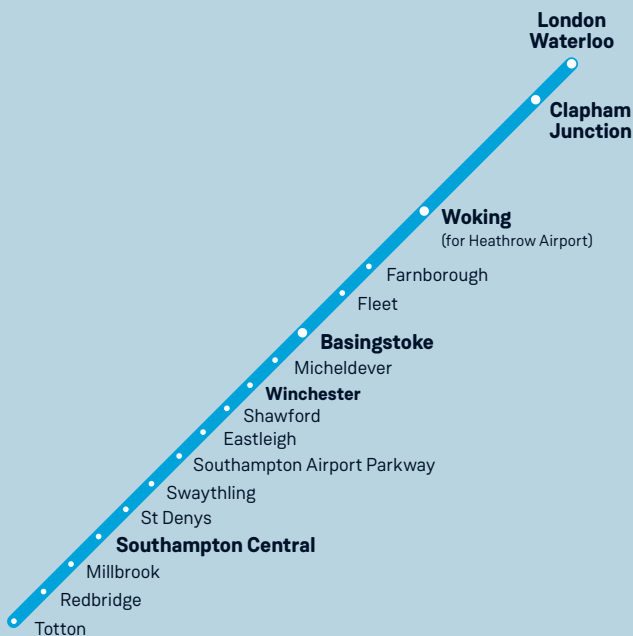 London
Waterloo
Clapham
Junction
Woking
(for Heathrow Airport)
Farnborough
Fleet
Basingstoke
Micheldever
Winchester
Shawford
Eastleigh
Southampton Airport Parkway
Swaythling
St Denys
Southampton Central
Millbrook
Redbridge
Totton